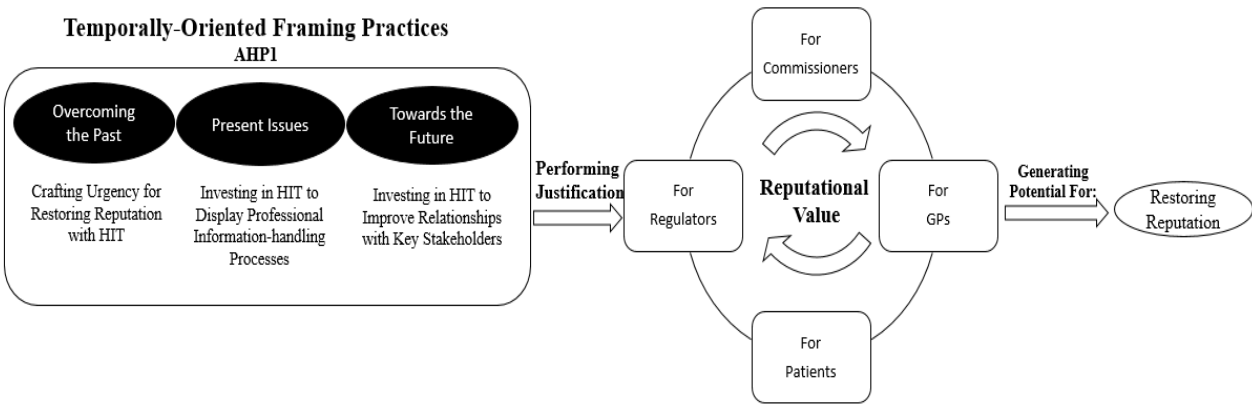 Temporally-Oriented Framing Practices
AHP1
Overcoming
the Past
Crafting Urgency for
Restoring Reputation
with HIT
Present Issues
Investing in HIT to
Display Professional
Information-handling
Processes
Towards the
Future
Investing in HIT to
Improve Relationships
with Key Stakeholders
Performing
Justification
For
Commissioners
For
Regulators
Reputational
Value
For
GPs
For
Patients
Generating
Potential For:
Restoring
Reputation